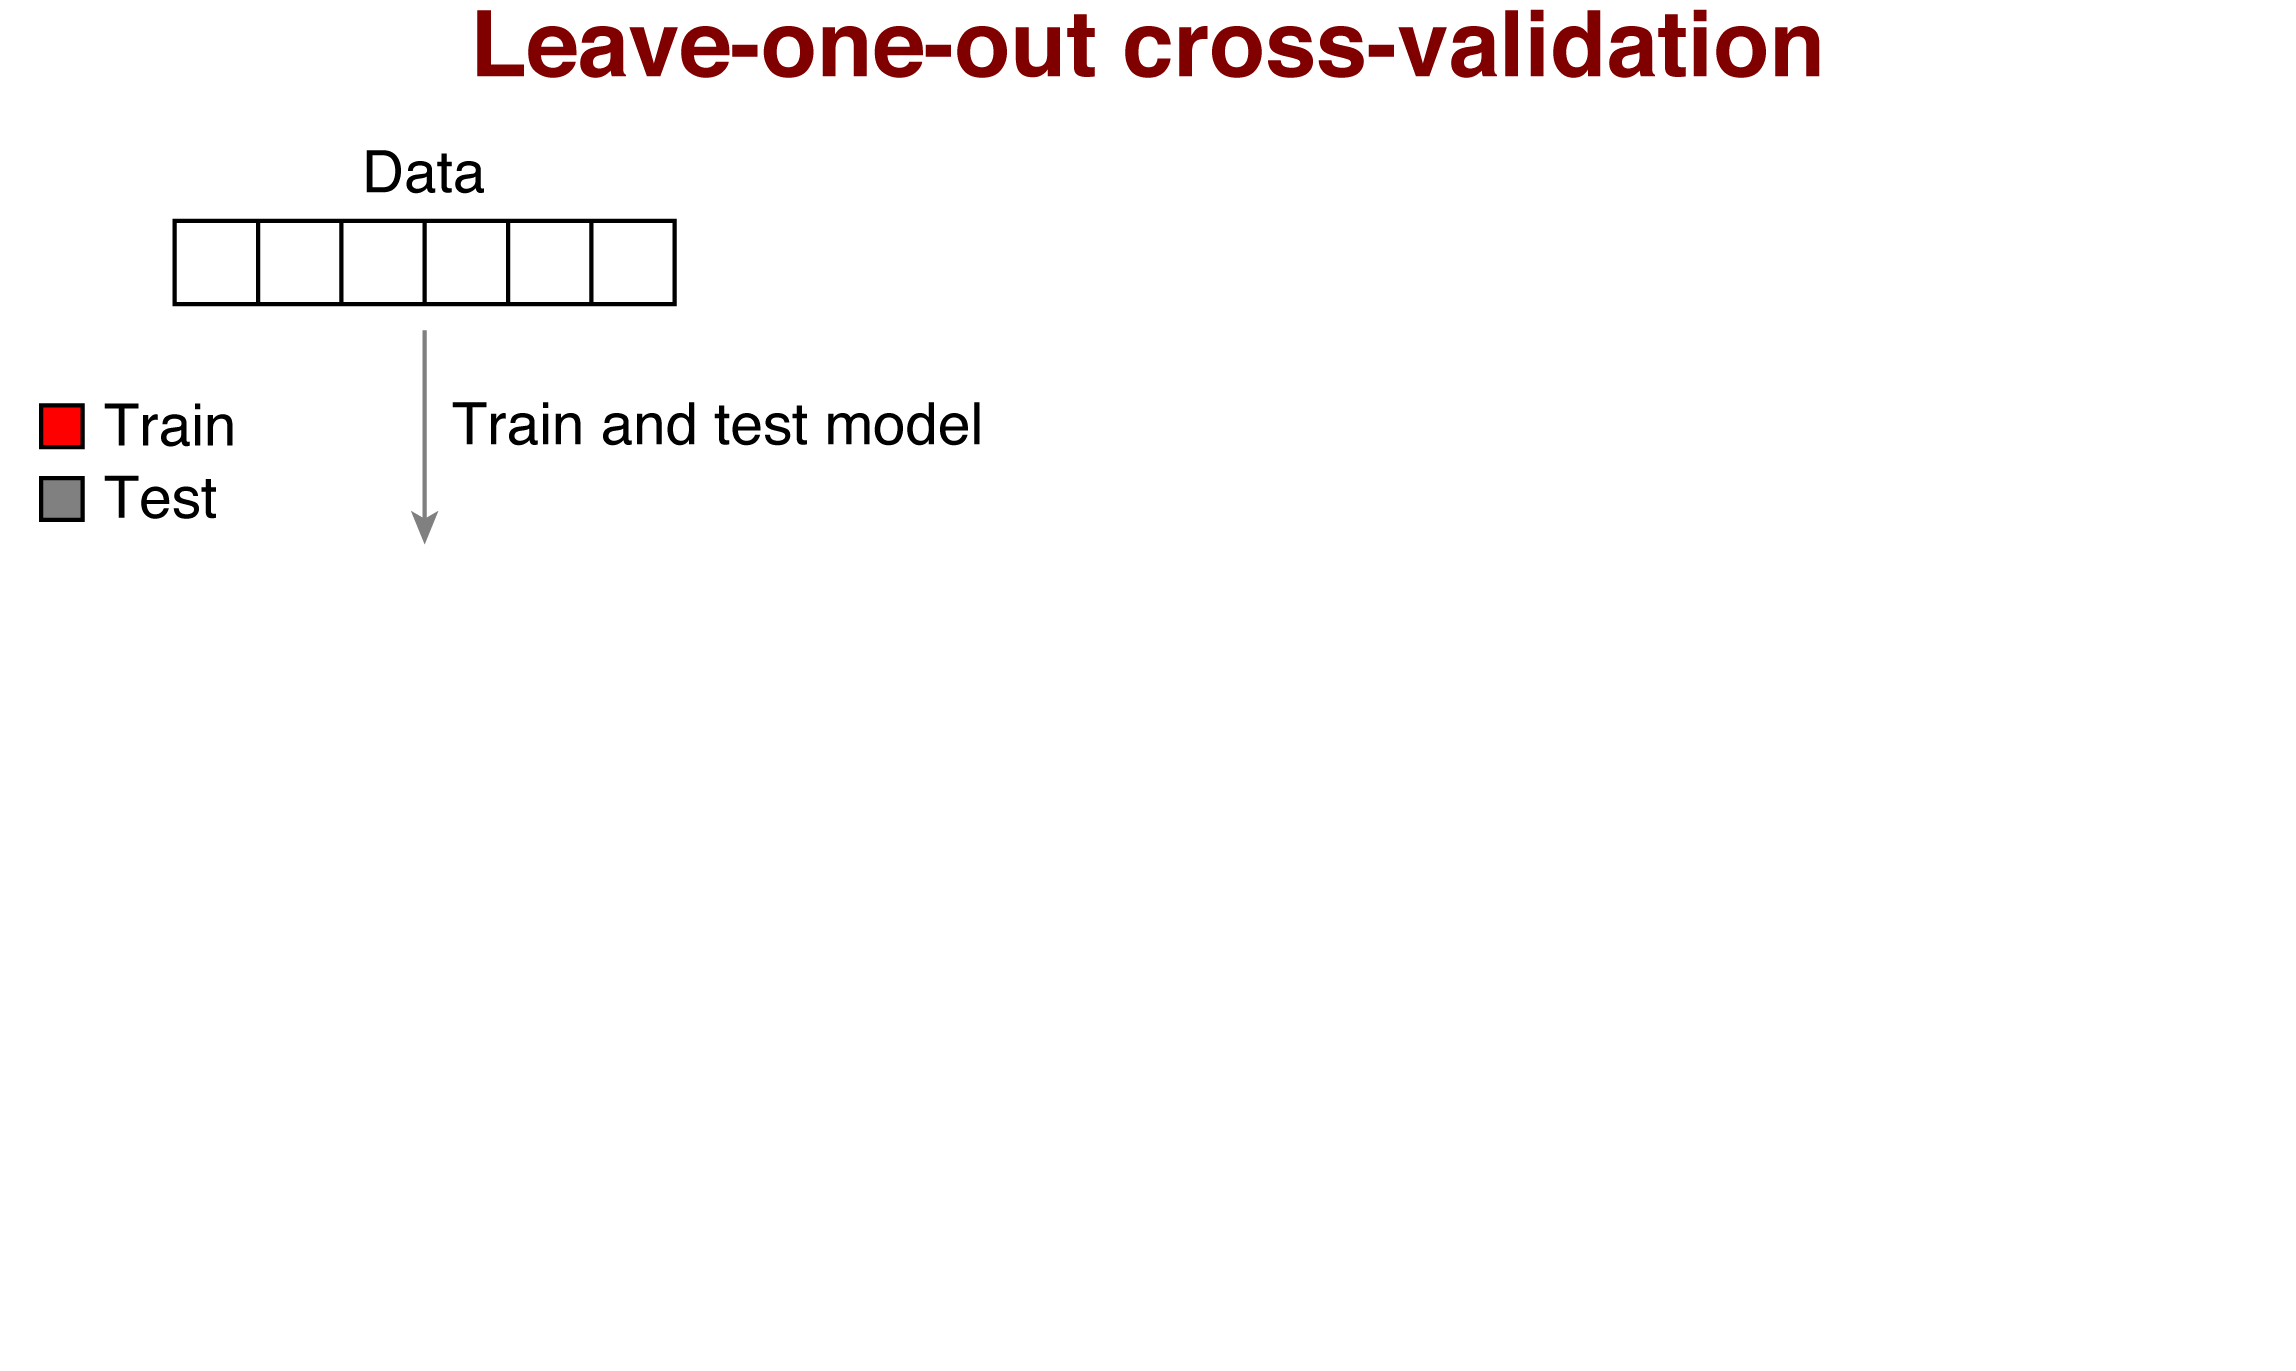 Leave-one-out cross-validation
Data
Train and test model
Train
Test